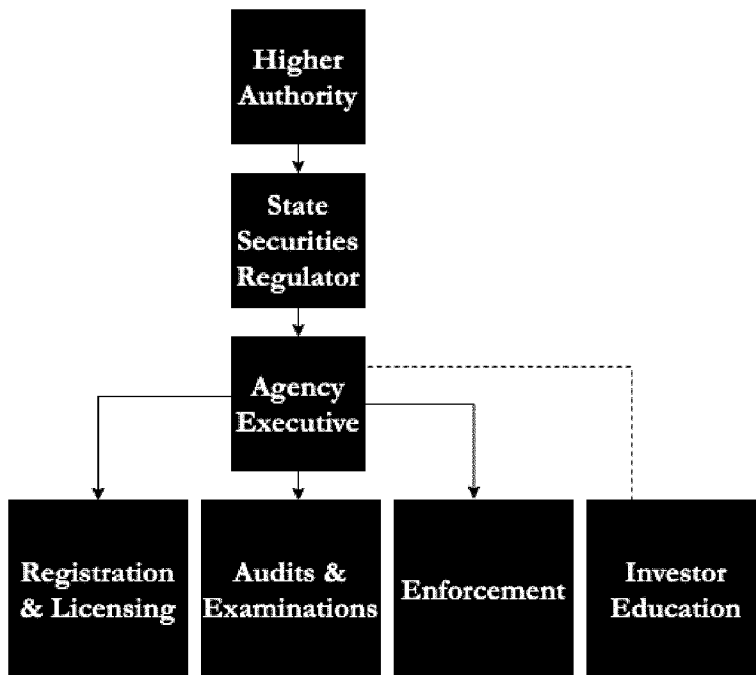 Higher
Authority
State
Securities
Regulator
Agency
Executive
Registration
& Licensing
Audits &
Examinations
Enforcement
Investor
Education